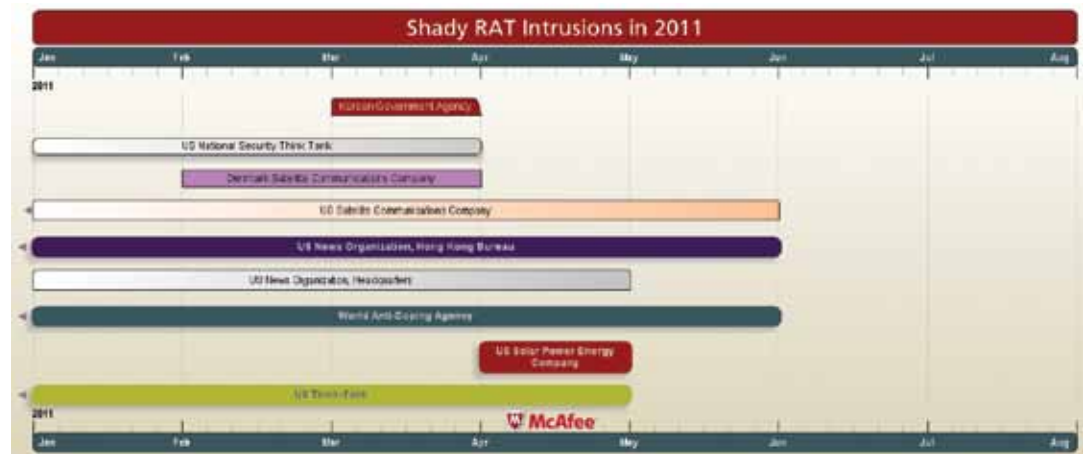 Shady RAT Intrusions in 2011
Jan Feb Mar Apr May Jun Jul Aug
2011
Korean Government Agency
US National Security Think Tank
Denmark Satellite Communications Company
US Satellite Communications Company
US News Organization, Hong Kong Bureau
US News Organization, Headquarters
World Anti-Doping Agency
US Solar Power Energy
Company
US Think-Tank
2011
McAfee
Jan Feb Mar Apr May Jun Jul Aug